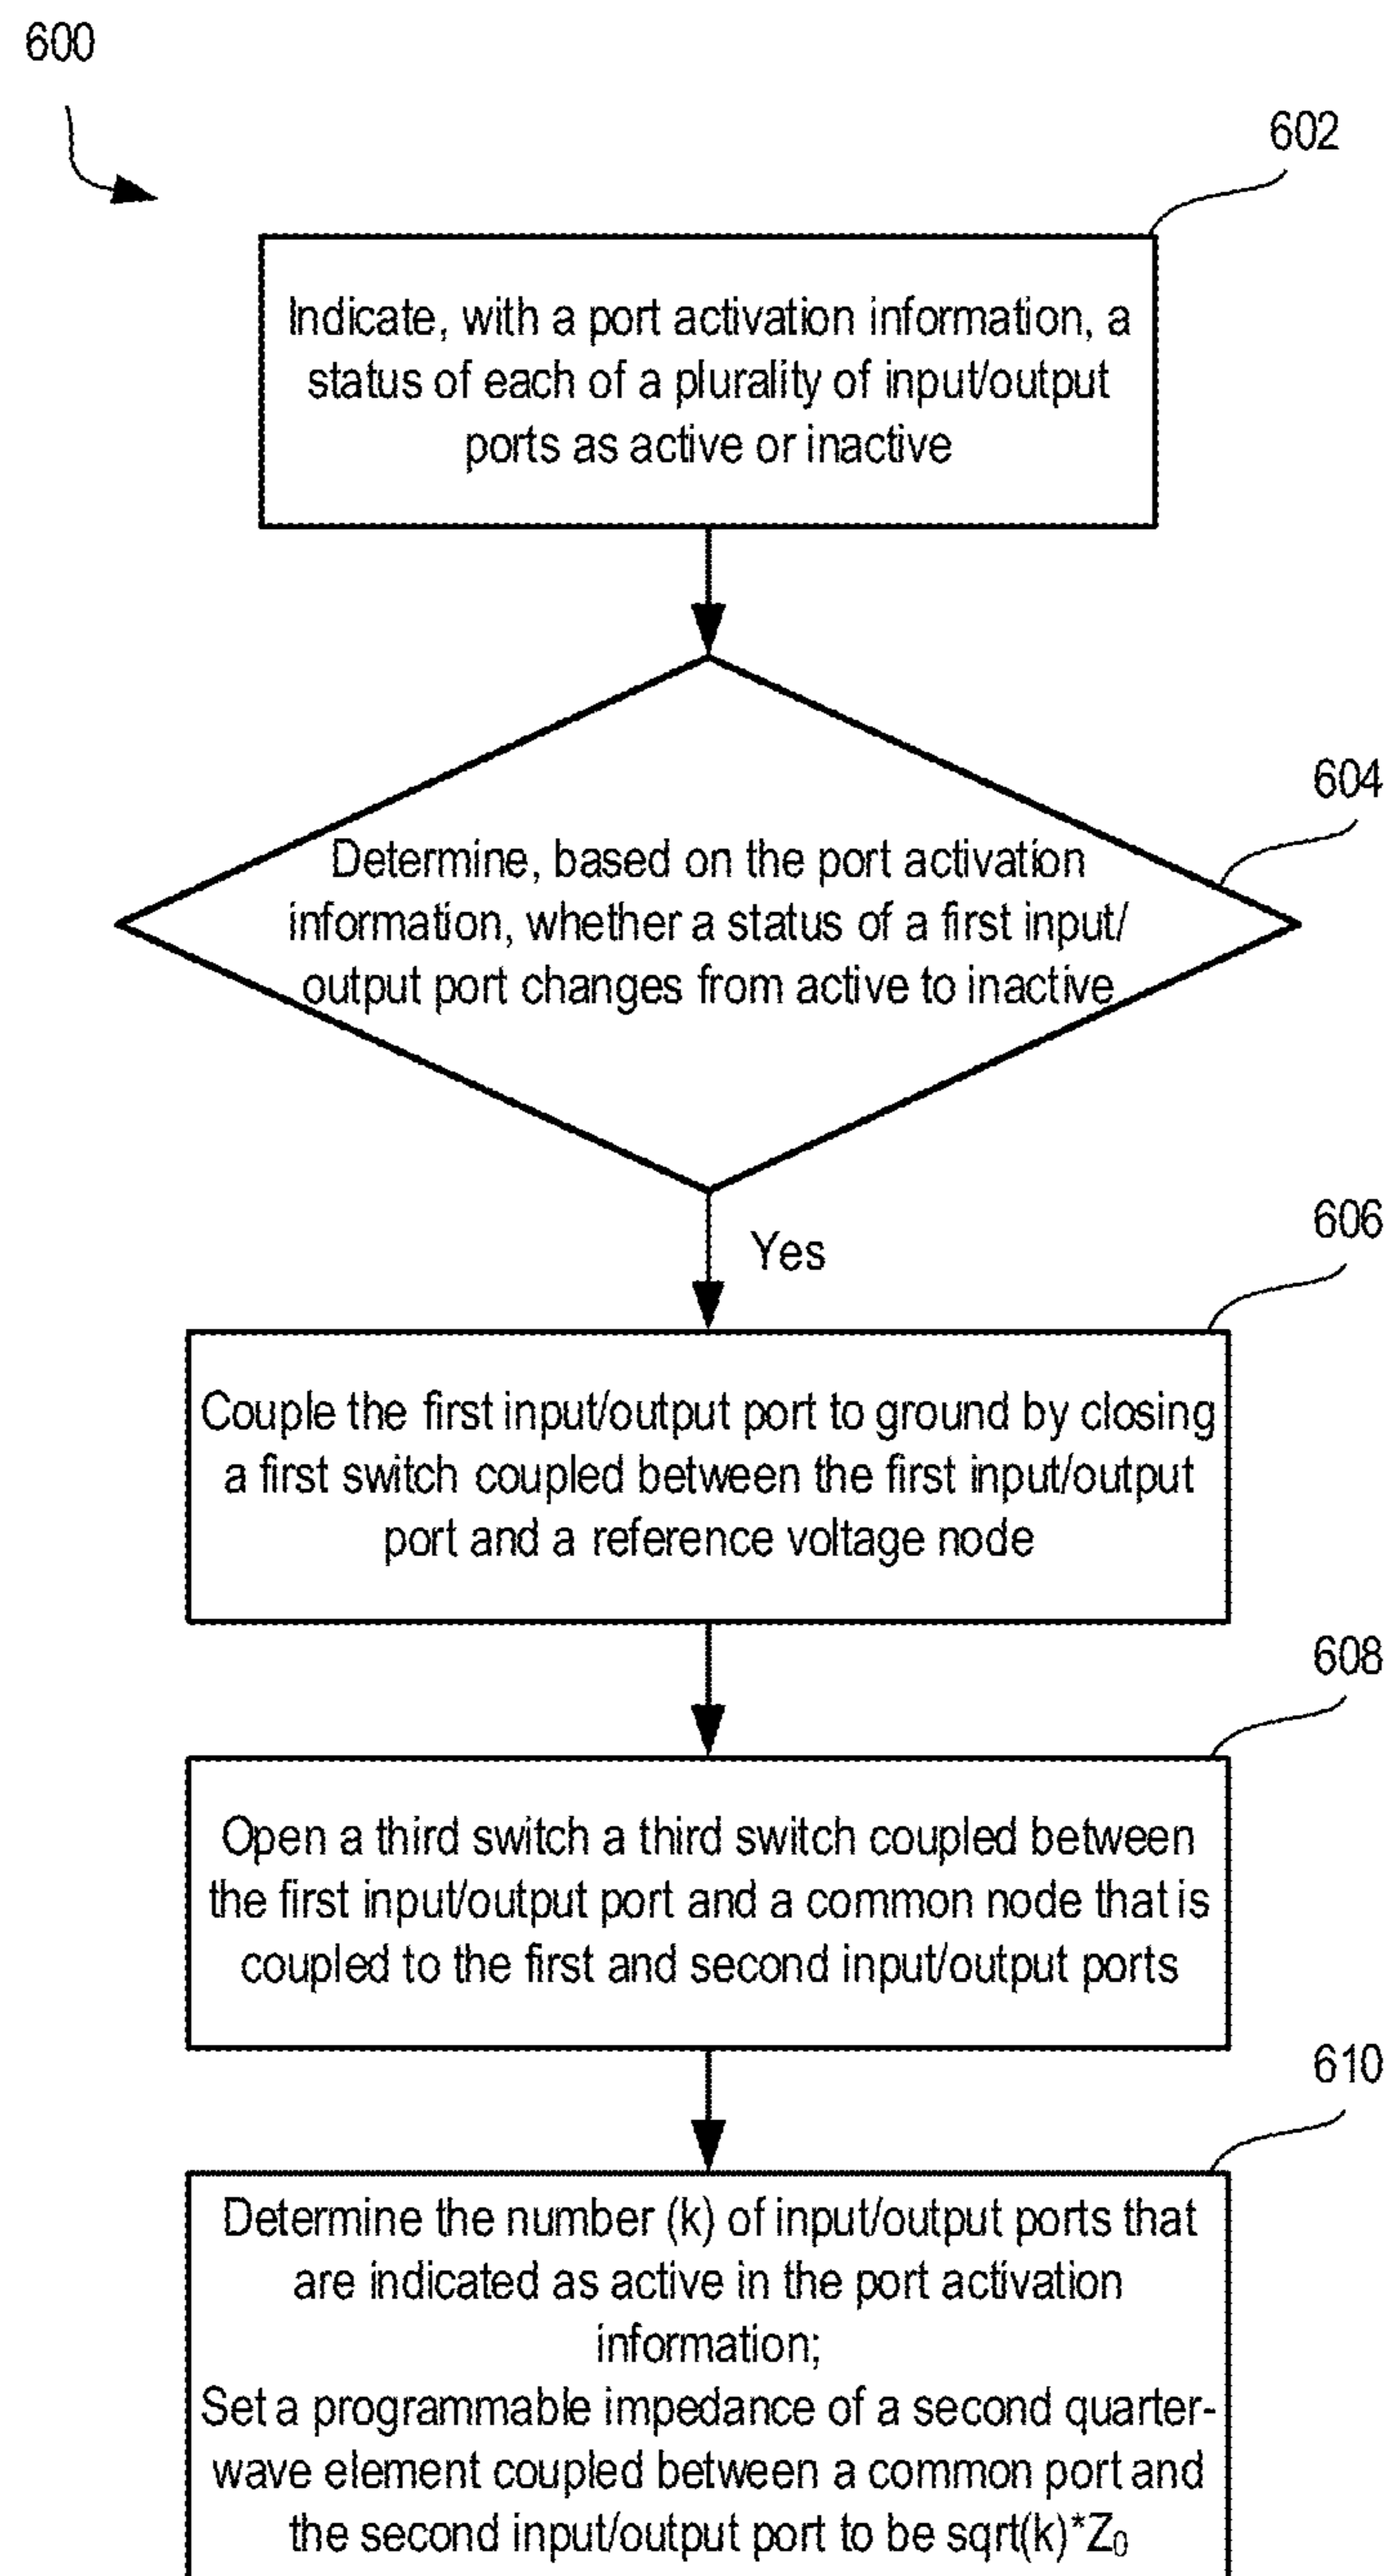 600
602
Indicate, with a port activation information, a
status of each of a plurality of input/output
ports as active or inactive
604
Determine, based on the port activation
information, whether a status of a first input/
output port changes from active to inactive
Yes
606
Couple the first input/output port to ground by closing
a first switch coupled between the first input/output
port and a reference voltage node
608
Open a third switch a third switch coupled between
the first input/output port and a common node that is
coupled to the first and second input/output ports
610
Determine the number (k) of input/output ports that
are indicated as active in the port activation
information;
Set a programmable impedance of a second quarter-
wave element coupled between a common port and
the second input/output port to be sqrt(k)*Z₀